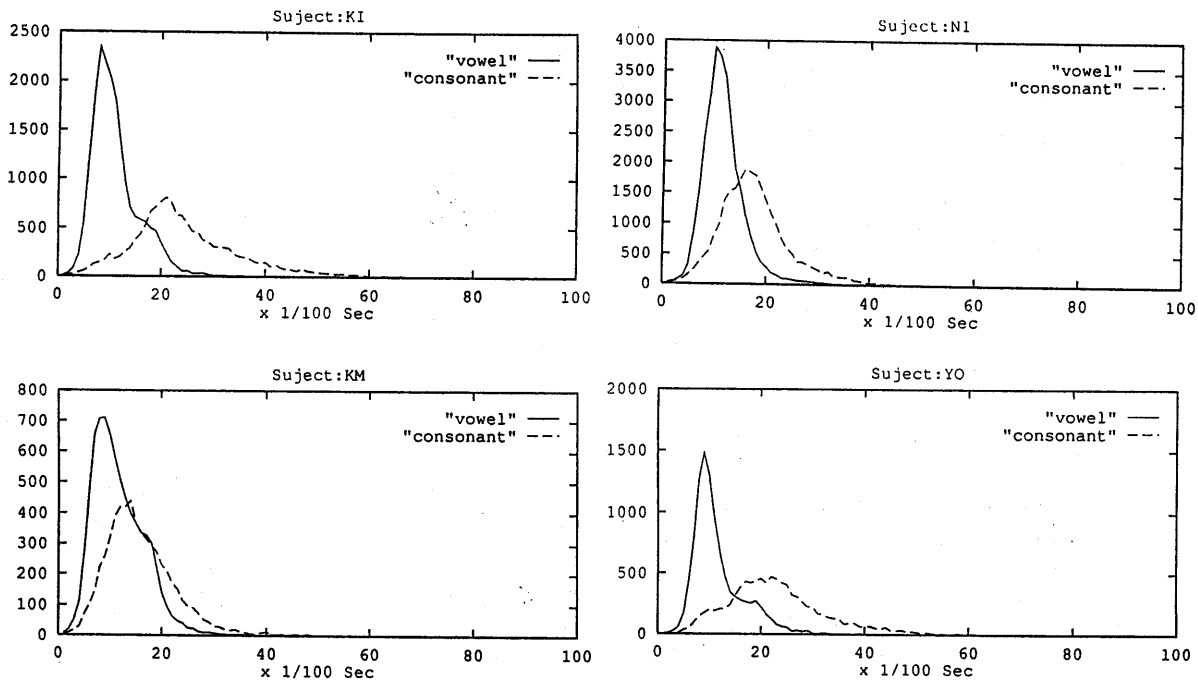 Suject:KI
2500
2000
1500
1000
500
0
"vowel"
"consonant"
0 20 40 60 80 100
x 1/100 Sec
Suject:NI
4000
3500
3000
2500
2000
1500
1000
500
0
"vowel"
"consonant"
0 20 40 60 80 100
x 1/100 Sec
Suject:KM
800
700
600
500
400
300
200
100
0
"vowel"
"consonant"
0 20 40 60 80 100
x 1/100 Sec
Suject:YO
2000
1500
1000
500
0
"vowel"
"consonant"
0 20 40 60 80 100
x 1/100 Sec